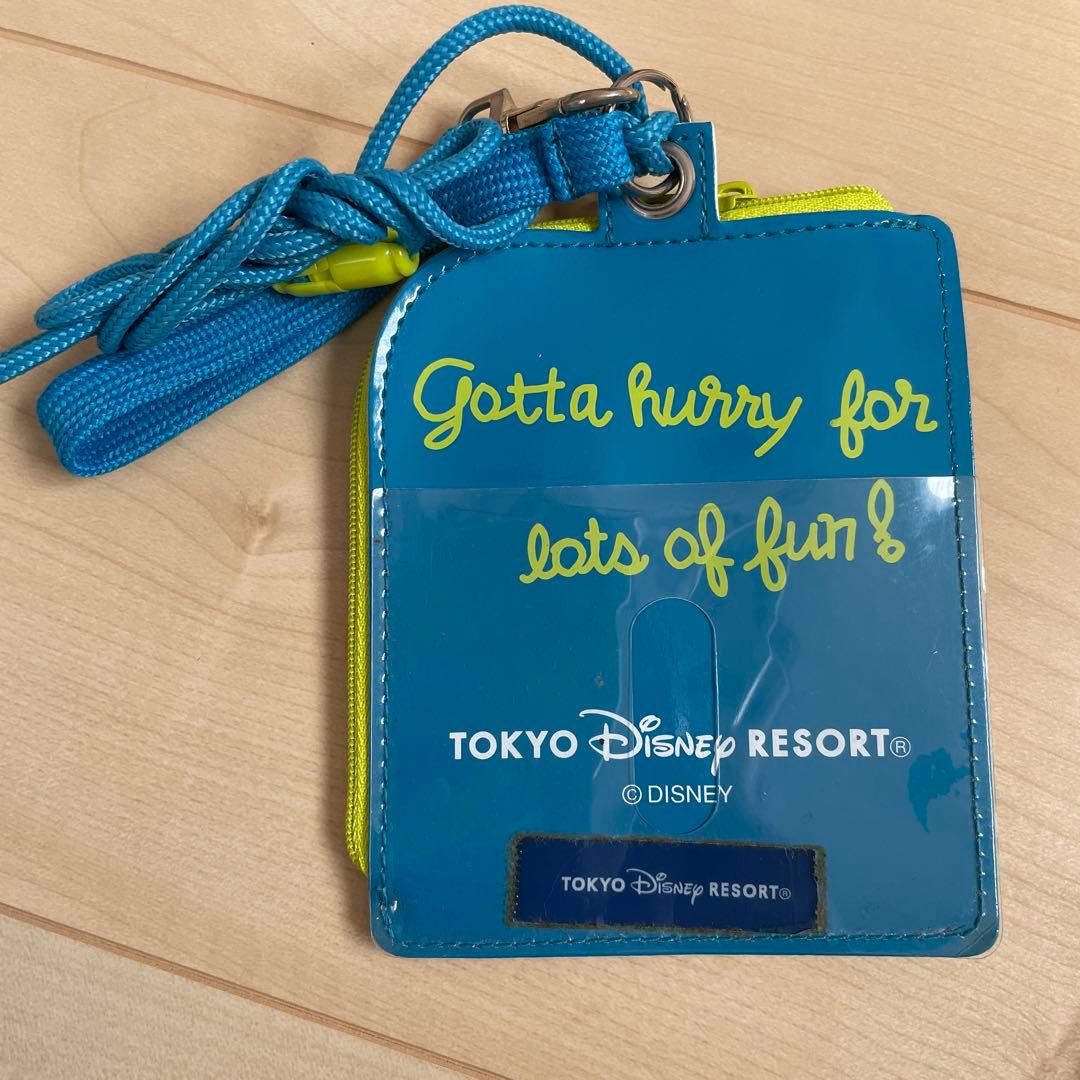 Gotta hurry for
lots of fun!
TOKYO Disney RESORT®
© DISNEY
TOKYO Disney RESORT®